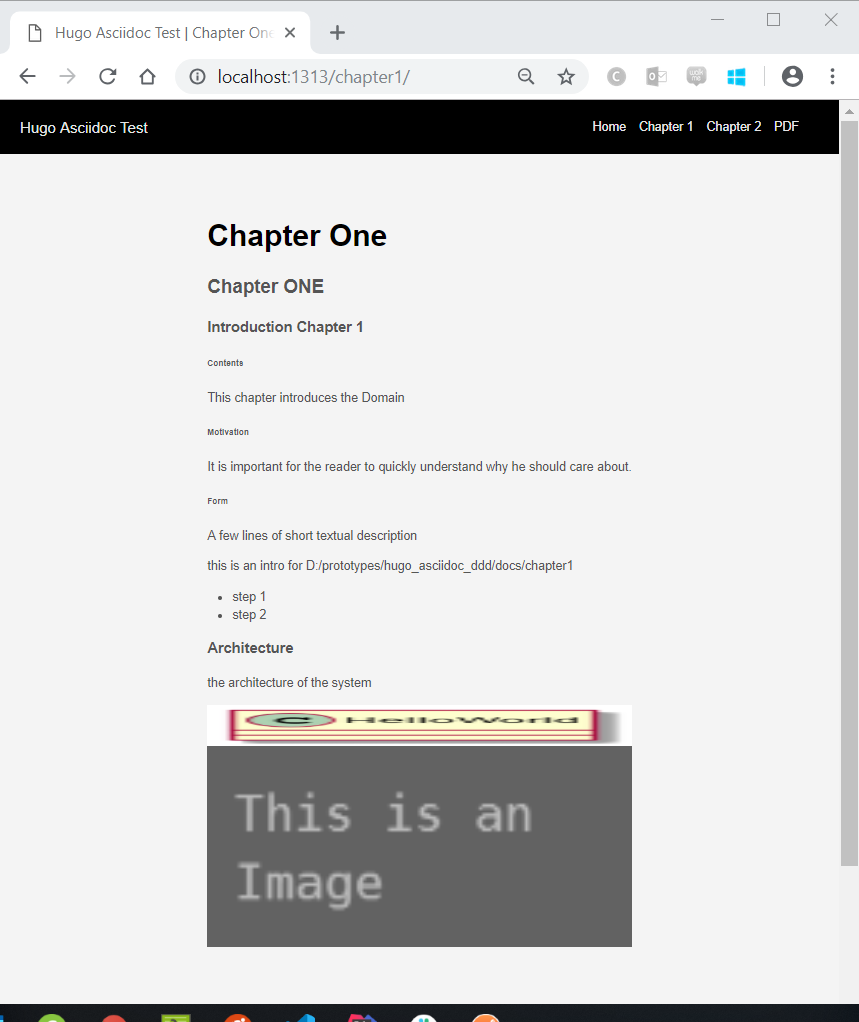 Hugo Asciidoc Test | Chapter One
localhost:1313/chapter1/
Hugo Asciidoc Test
Home Chapter 1 Chapter 2 PDF
Chapter One
Chapter ONE
Introduction Chapter 1
Contents
This chapter introduces the Domain
Motivation
It is important for the reader to quickly understand why he should care about.
Form
A few lines of short textual description
this is an intro for D:/prototypes/hugo_asciidoc_ddd/docs/chapter1
• step 1
• step 2
Architecture
the architecture of the system
C HelloWorld
This is an
Image